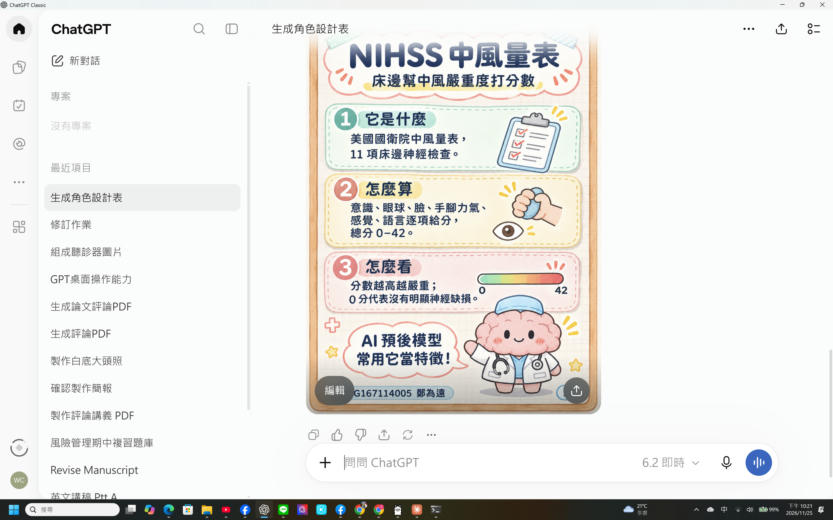 ChatGPT Classic
ChatGPT
生成角色設計表
新對話
專案
沒有專案
最近項目
生成角色設計表
修訂作業
組成聽診器圖片
GPT桌面操作能力
生成論文評論PDF
生成評論PDF
製作白底大頭照
確認製作簡報
製作評論講義 PDF
風險管理期中複習題庫
Revise Manuscript
英文講稿 Ppt A
WC
NIHSS 中風量表
床邊幫中風嚴重度打分數
1 它是什麼
美國國衛院中風量表，
11 項床邊神經檢查。
2 怎麼算
意識、眼球、臉、手腳力氣、
感覺、語言逐項給分，
總分 0–42。
3 怎麼看
分數越高越嚴重；
0 分代表沒有明顯神經缺損。
0 42
AI 預後模型
常用它當特徵！
編輯
G167114005 鄭為遠
問問 ChatGPT
6.2 即時
搜尋
21°C
多雲
中
99%
下午 10:21
2026/11/25